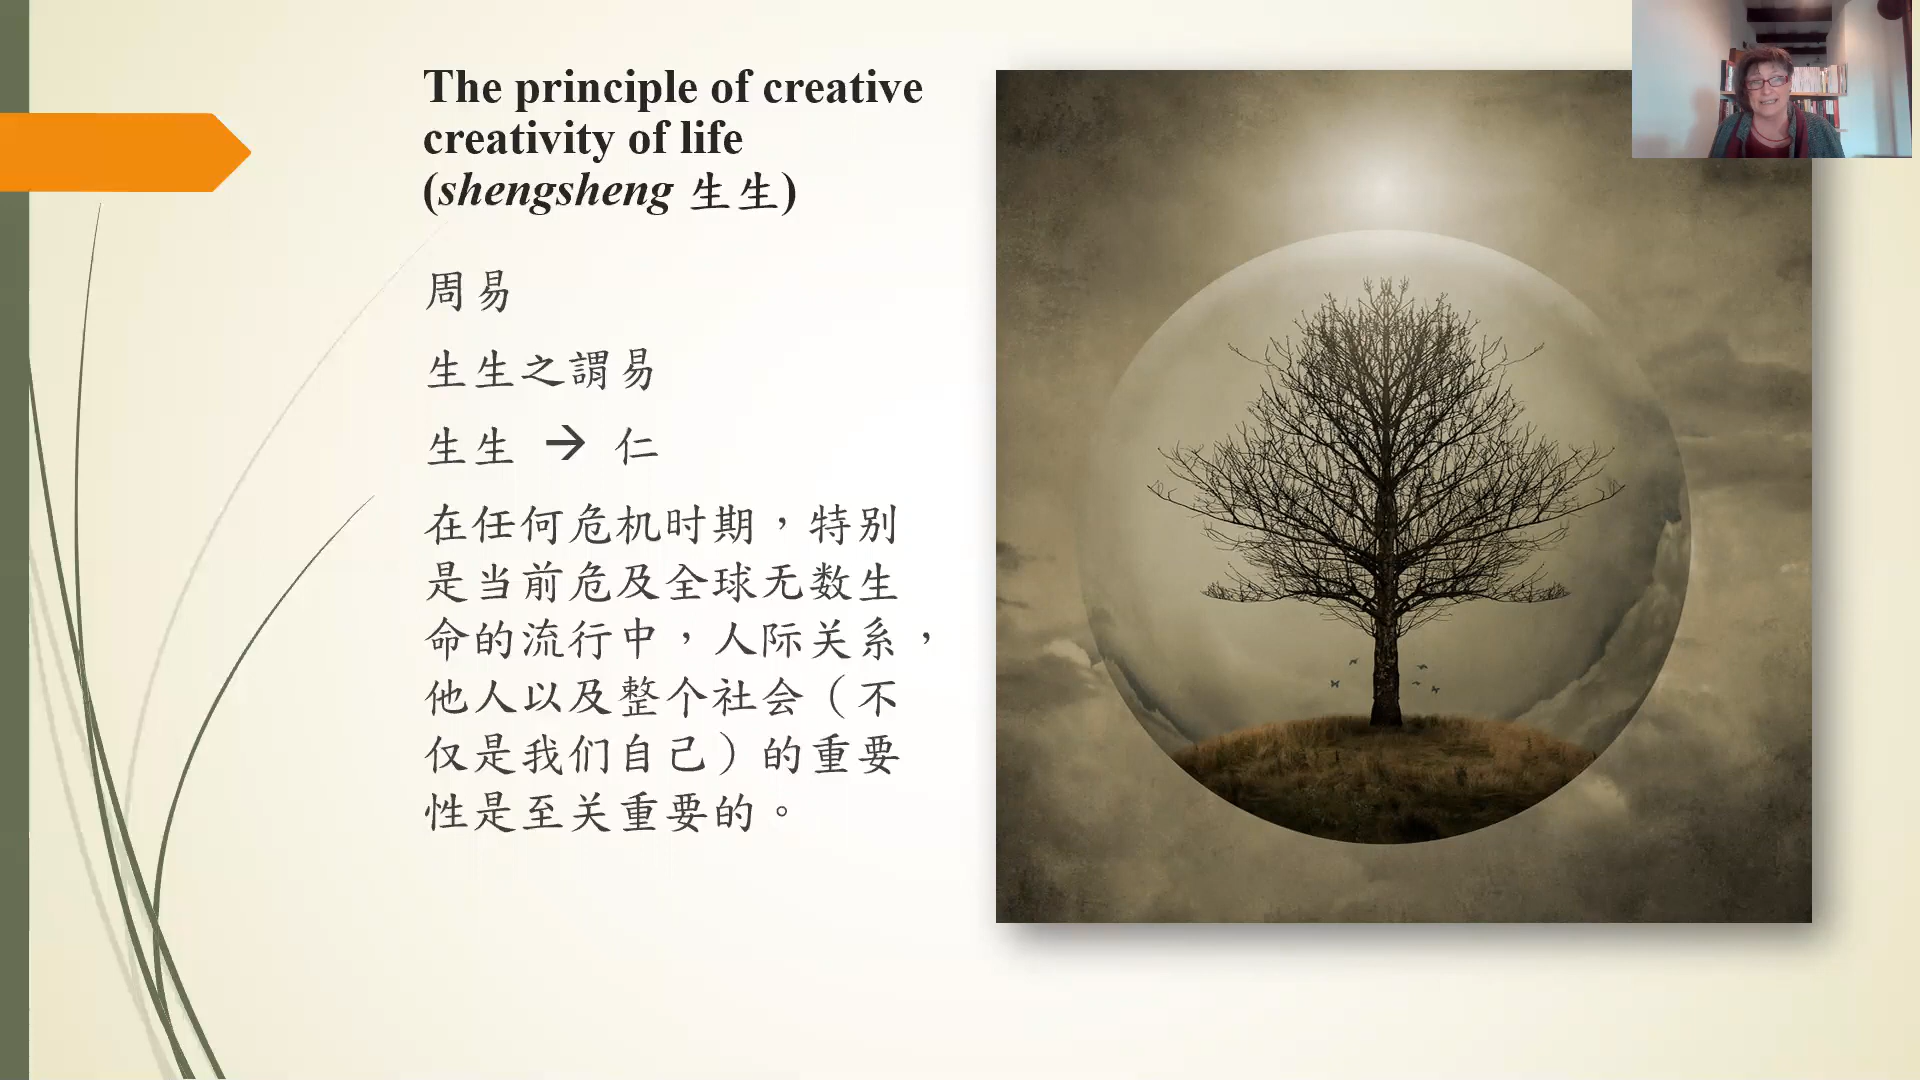 The principle of creative
creativity of life
(shengsheng 生生)
周易
生生之謂易
生生 → 仁
在任何危机时期，特别
是当前危及全球无数生
命的流行中，人际关系，
他人以及整个社会（不
仅是我们自己）的重要
性是至关重要的。